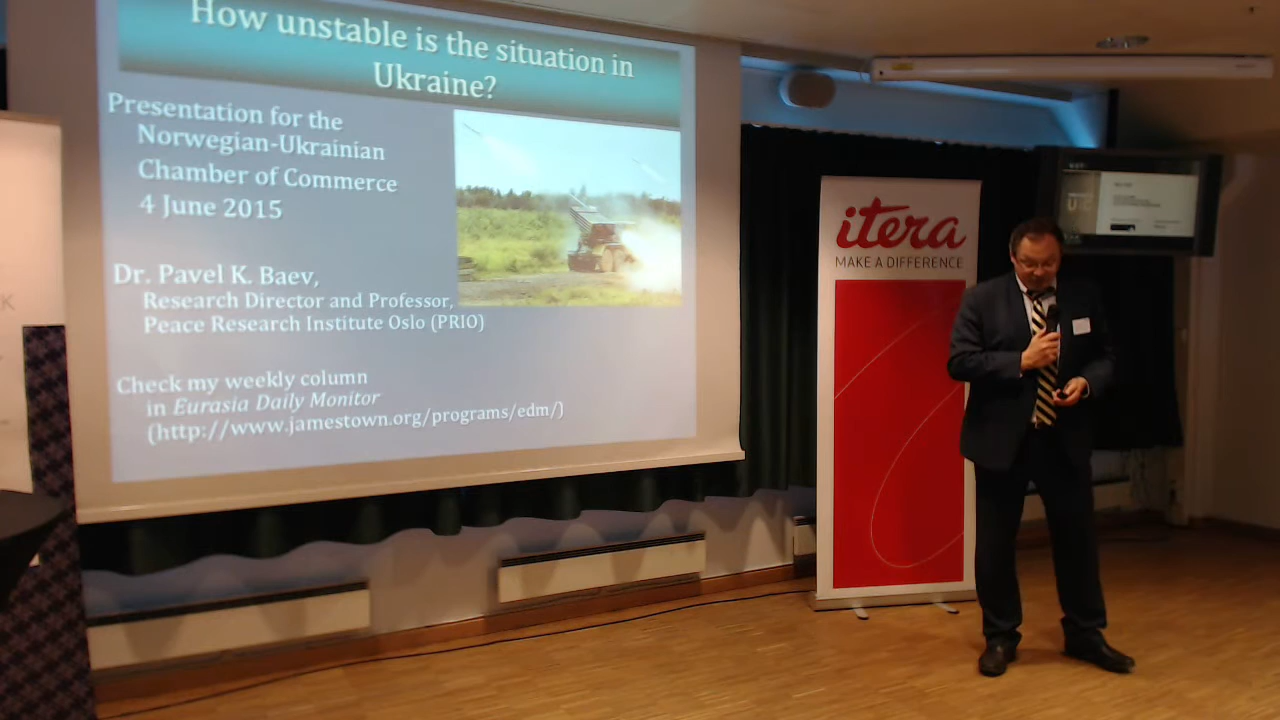 How unstable is the situation in
Ukraine?
Presentation for the
Norwegian-Ukrainian
Chamber of Commerce
4 June 2015
Dr. Pavel K. Baev,
Research Director and Professor,
Peace Research Institute Oslo (PRIO)
Check my weekly column
in Eurasia Daily Monitor
(http://www.jamestown.org/programs/edm/)
itera
MAKE A DIFFERENCE
K